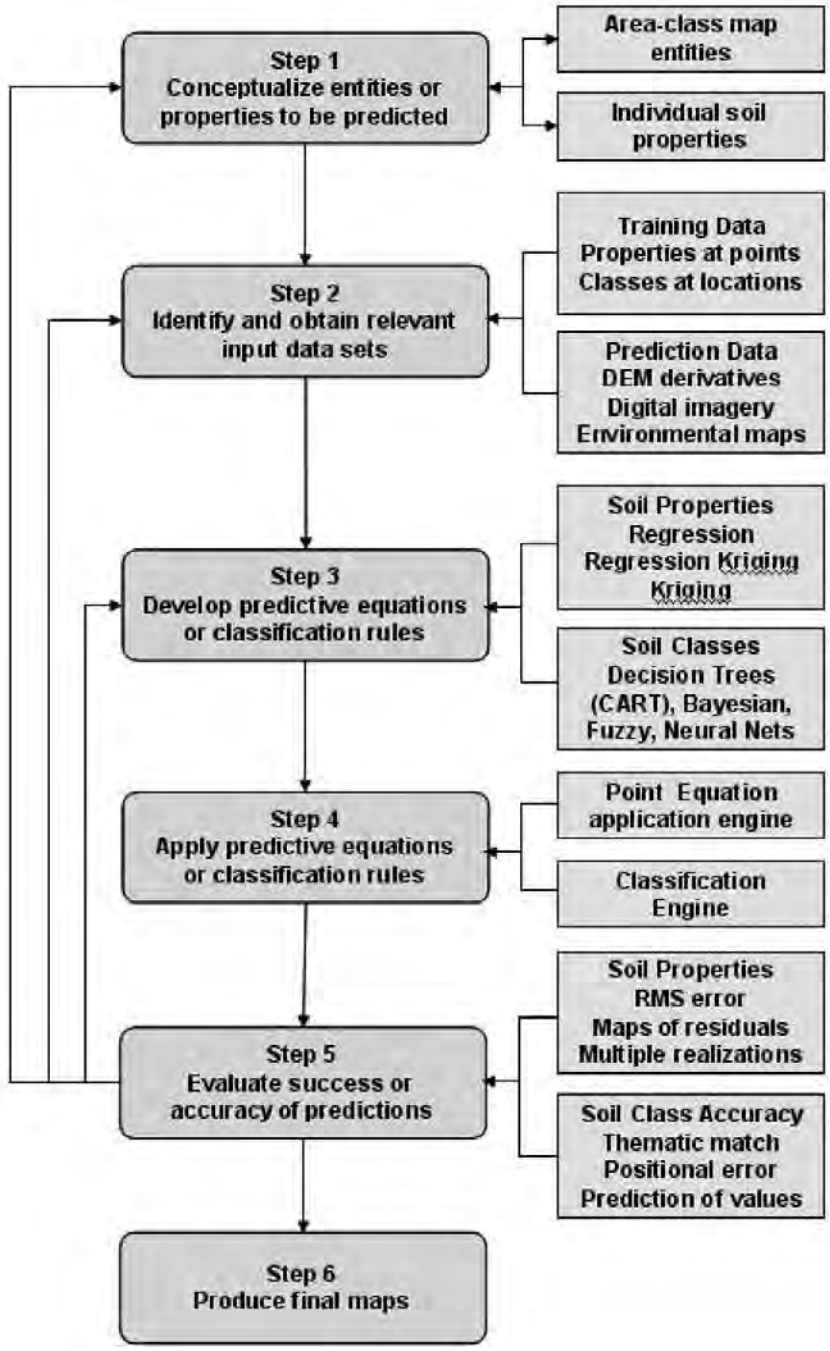 Step 1
Conceptualize entities or
properties to be predicted
Area-class map
entities
Individual soil
properties
Step 2
Identify and obtain relevant
input data sets
Training Data
Properties at points
Classes at locations
Prediction Data
DEM derivatives
Digital imagery
Environmental maps
Step 3
Develop predictive equations
or classification rules
Soil Properties
Regression
Regression Kriging
Kriging
Soil Classes
Decision Trees
(CART), Bayesian,
Fuzzy, Neural Nets
Step 4
Apply predictive equations
or classification rules
Point Equation
application engine
Classification
Engine
Step 5
Evaluate success or
accuracy of predictions
Soil Properties
RMS error
Maps of residuals
Multiple realizations
Soil Class Accuracy
Thematic match
Positional error
Prediction of values
Step 6
Produce final maps